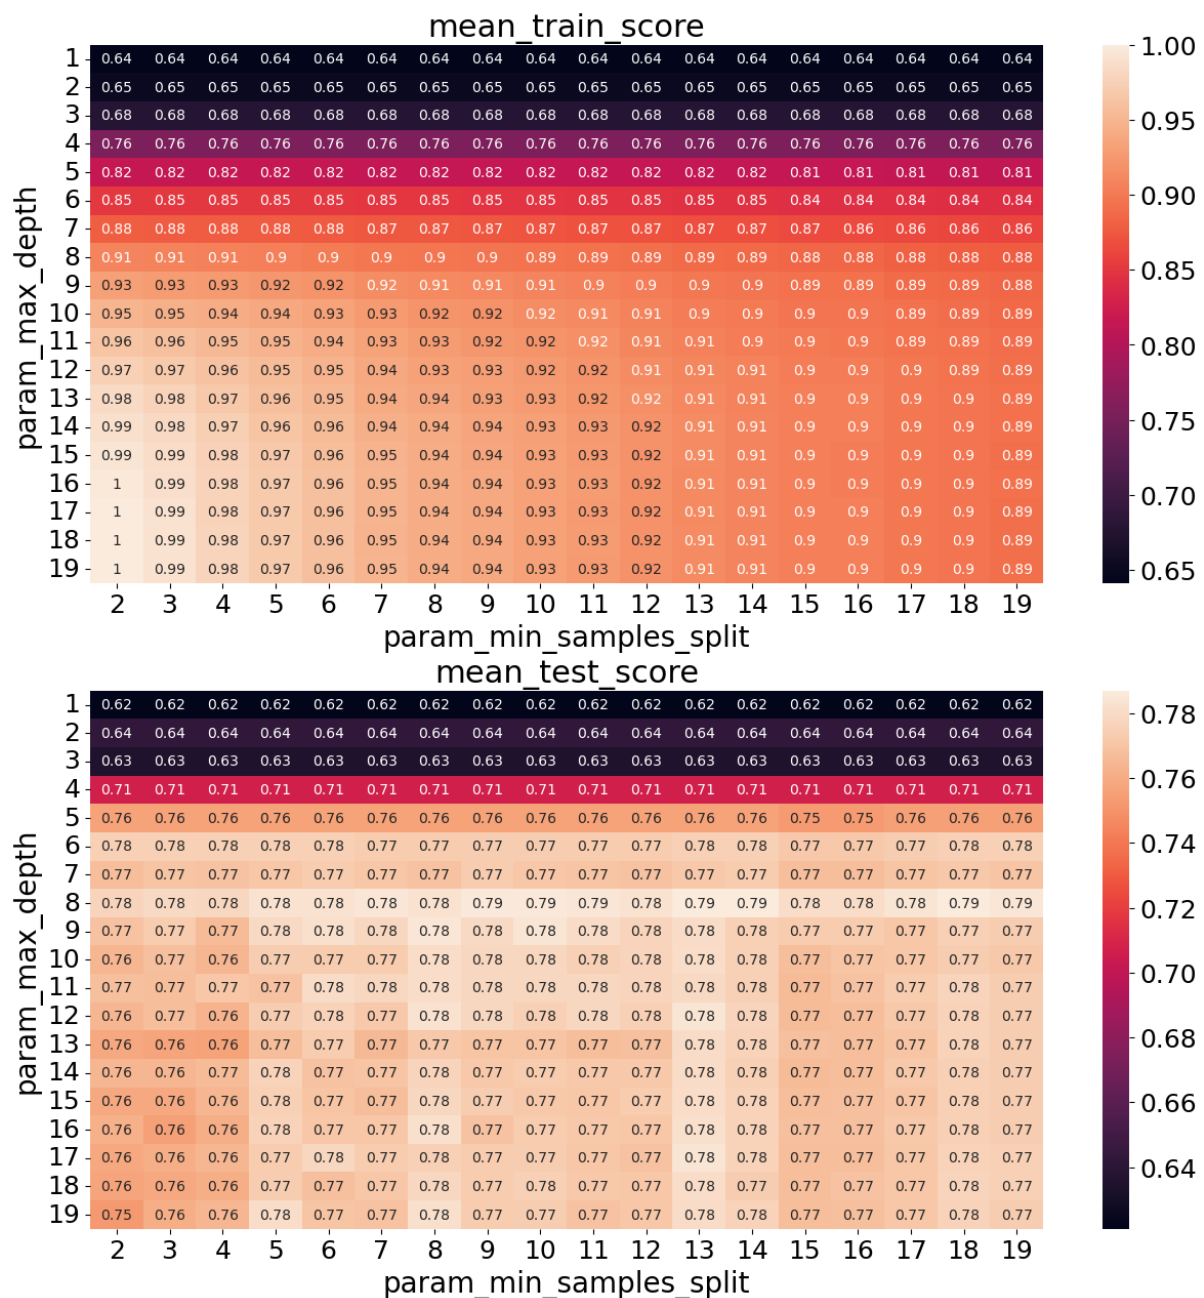 mean_train_score
1 0.64 0.64 0.64 0.64 0.64 0.64 0.64 0.64 0.64 0.64 0.64 0.64 0.64 0.64 0.64 0.64 0.64 0.64 1.00
2 0.65 0.65 0.65 0.65 0.65 0.65 0.65 0.65 0.65 0.65 0.65 0.65 0.65 0.65 0.65 0.65 0.65 0.65
3 0.68 0.68 0.68 0.68 0.68 0.68 0.68 0.68 0.68 0.68 0.68 0.68 0.68 0.68 0.68 0.68 0.68 0.68
4 0.76 0.76 0.76 0.76 0.76 0.76 0.76 0.76 0.76 0.76 0.76 0.76 0.76 0.76 0.76 0.76 0.76 0.76 0.95
5 0.82 0.82 0.82 0.82 0.82 0.82 0.82 0.82 0.82 0.82 0.82 0.82 0.82 0.81 0.81 0.81 0.81 0.81
6 0.85 0.85 0.85 0.85 0.85 0.85 0.85 0.85 0.85 0.85 0.85 0.85 0.85 0.84 0.84 0.84 0.84 0.84
7 0.88 0.88 0.88 0.88 0.88 0.87 0.87 0.87 0.87 0.87 0.87 0.87 0.87 0.87 0.86 0.86 0.86 0.86 0.90
8 0.91 0.91 0.91 0.9 0.9 0.9 0.9 0.9 0.89 0.89 0.89 0.89 0.89 0.88 0.88 0.88 0.88 0.88
9 0.93 0.93 0.93 0.92 0.92 0.92 0.91 0.91 0.91 0.9 0.9 0.9 0.9 0.89 0.89 0.89 0.89 0.88 0.85
10 0.95 0.95 0.94 0.94 0.93 0.93 0.92 0.92 0.92 0.91 0.91 0.9 0.9 0.9 0.9 0.89 0.89 0.89
param_max_depth
11 0.96 0.96 0.95 0.95 0.94 0.93 0.93 0.92 0.92 0.92 0.91 0.91 0.9 0.9 0.9 0.89 0.89 0.89 0.80
12 0.97 0.97 0.96 0.95 0.95 0.94 0.93 0.93 0.92 0.92 0.91 0.91 0.91 0.9 0.9 0.9 0.89 0.89
13 0.98 0.98 0.97 0.96 0.95 0.94 0.94 0.93 0.93 0.92 0.92 0.91 0.91 0.9 0.9 0.9 0.9 0.89
14 0.99 0.98 0.97 0.96 0.96 0.94 0.94 0.94 0.93 0.93 0.92 0.91 0.91 0.9 0.9 0.9 0.9 0.89 0.75
15 0.99 0.99 0.98 0.97 0.96 0.95 0.94 0.94 0.93 0.93 0.92 0.91 0.91 0.9 0.9 0.9 0.9 0.89
16 1 0.99 0.98 0.97 0.96 0.95 0.94 0.94 0.93 0.93 0.92 0.91 0.91 0.9 0.9 0.9 0.9 0.89 0.70
17 1 0.99 0.98 0.97 0.96 0.95 0.94 0.94 0.93 0.93 0.92 0.91 0.91 0.9 0.9 0.9 0.9 0.89
18 1 0.99 0.98 0.97 0.96 0.95 0.94 0.94 0.93 0.93 0.92 0.91 0.91 0.9 0.9 0.9 0.9 0.89
19 1 0.99 0.98 0.97 0.96 0.95 0.94 0.94 0.93 0.93 0.92 0.91 0.91 0.9 0.9 0.9 0.9 0.89 0.65
2 3 4 5 6 7 8 9 10 11 12 13 14 15 16 17 18 19
param_min_samples_split
mean_test_score
1 0.62 0.62 0.62 0.62 0.62 0.62 0.62 0.62 0.62 0.62 0.62 0.62 0.62 0.62 0.62 0.62 0.62 0.62 0.78
2 0.64 0.64 0.64 0.64 0.64 0.64 0.64 0.64 0.64 0.64 0.64 0.64 0.64 0.64 0.64 0.64 0.64 0.64
3 0.63 0.63 0.63 0.63 0.63 0.63 0.63 0.63 0.63 0.63 0.63 0.63 0.63 0.63 0.63 0.63 0.63 0.63
4 0.71 0.71 0.71 0.71 0.71 0.71 0.71 0.71 0.71 0.71 0.71 0.71 0.71 0.71 0.71 0.71 0.71 0.71 0.76
5 0.76 0.76 0.76 0.76 0.76 0.76 0.76 0.76 0.76 0.76 0.76 0.76 0.76 0.75 0.75 0.76 0.76 0.76
6 0.78 0.78 0.78 0.78 0.78 0.77 0.77 0.77 0.77 0.77 0.78 0.78 0.78 0.77 0.77 0.78 0.78 0.78 0.74
7 0.77 0.77 0.77 0.77 0.77 0.77 0.77 0.77 0.77 0.77 0.77 0.77 0.77 0.77 0.77 0.77 0.77 0.77
8 0.78 0.78 0.78 0.78 0.78 0.78 0.78 0.79 0.79 0.79 0.78 0.79 0.79 0.78 0.78 0.78 0.79 0.79
9 0.77 0.77 0.77 0.78 0.78 0.78 0.78 0.78 0.78 0.78 0.78 0.78 0.78 0.77 0.77 0.77 0.77 0.77 0.72
10 0.76 0.77 0.76 0.77 0.77 0.77 0.78 0.78 0.78 0.78 0.78 0.78 0.78 0.77 0.77 0.77 0.78 0.77
param_max_depth
11 0.77 0.77 0.77 0.77 0.78 0.78 0.78 0.78 0.78 0.78 0.78 0.78 0.78 0.77 0.77 0.77 0.78 0.77 0.70
12 0.76 0.77 0.76 0.77 0.78 0.77 0.78 0.78 0.78 0.78 0.78 0.78 0.78 0.77 0.77 0.77 0.78 0.77
13 0.76 0.76 0.76 0.77 0.77 0.77 0.77 0.77 0.77 0.77 0.77 0.78 0.78 0.77 0.77 0.77 0.78 0.77 0.68
14 0.76 0.76 0.77 0.78 0.77 0.77 0.78 0.77 0.77 0.77 0.77 0.78 0.78 0.77 0.77 0.77 0.78 0.77
15 0.76 0.76 0.76 0.78 0.77 0.77 0.78 0.77 0.77 0.77 0.77 0.78 0.78 0.77 0.77 0.77 0.78 0.77 0.66
16 0.76 0.76 0.76 0.78 0.77 0.77 0.78 0.77 0.77 0.77 0.77 0.78 0.78 0.77 0.77 0.77 0.78 0.77
17 0.76 0.76 0.76 0.77 0.78 0.77 0.78 0.77 0.77 0.77 0.77 0.78 0.78 0.77 0.77 0.77 0.78 0.77 0.64
18 0.76 0.76 0.76 0.77 0.77 0.77 0.78 0.77 0.78 0.77 0.77 0.78 0.77 0.77 0.77 0.77 0.78 0.77
19 0.75 0.76 0.76 0.78 0.77 0.77 0.78 0.77 0.77 0.77 0.77 0.78 0.78 0.77 0.77 0.77 0.78 0.77
2 3 4 5 6 7 8 9 10 11 12 13 14 15 16 17 18 19
param_min_samples_split